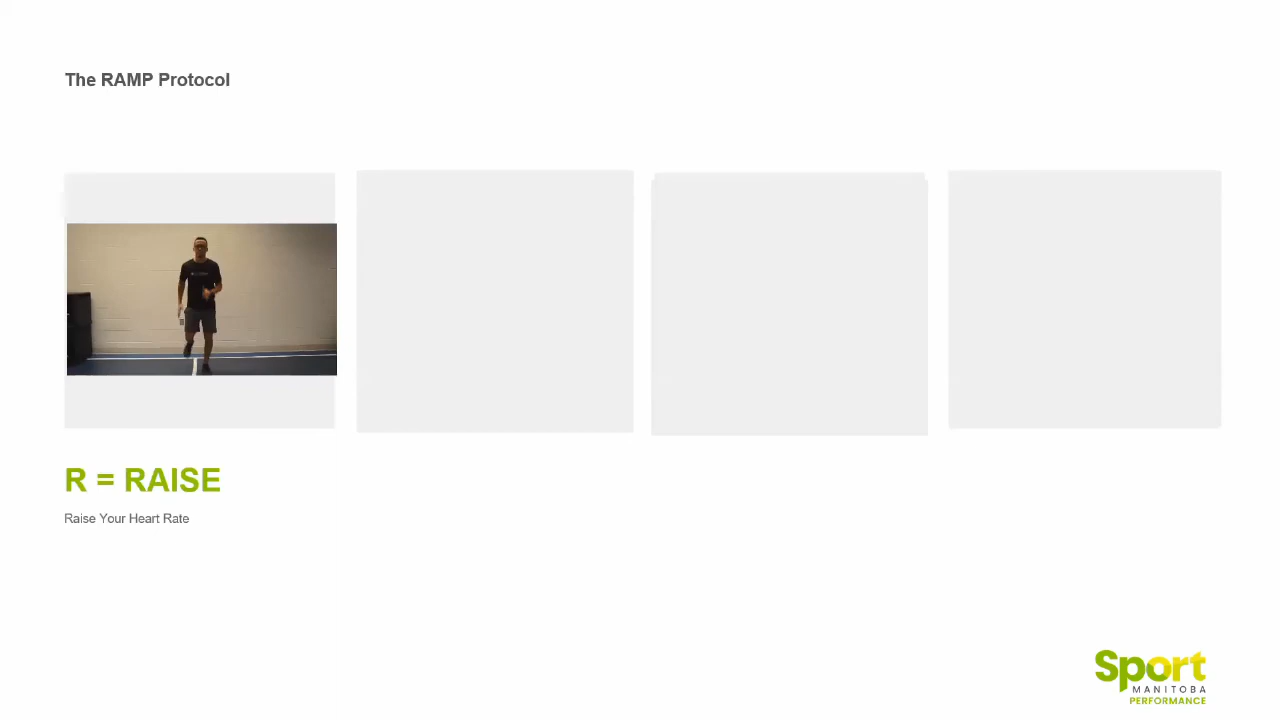 The RAMP Protocol
R = RAISE
Raise Your Heart Rate
Sport
MANITOBA
PERFORMANCE